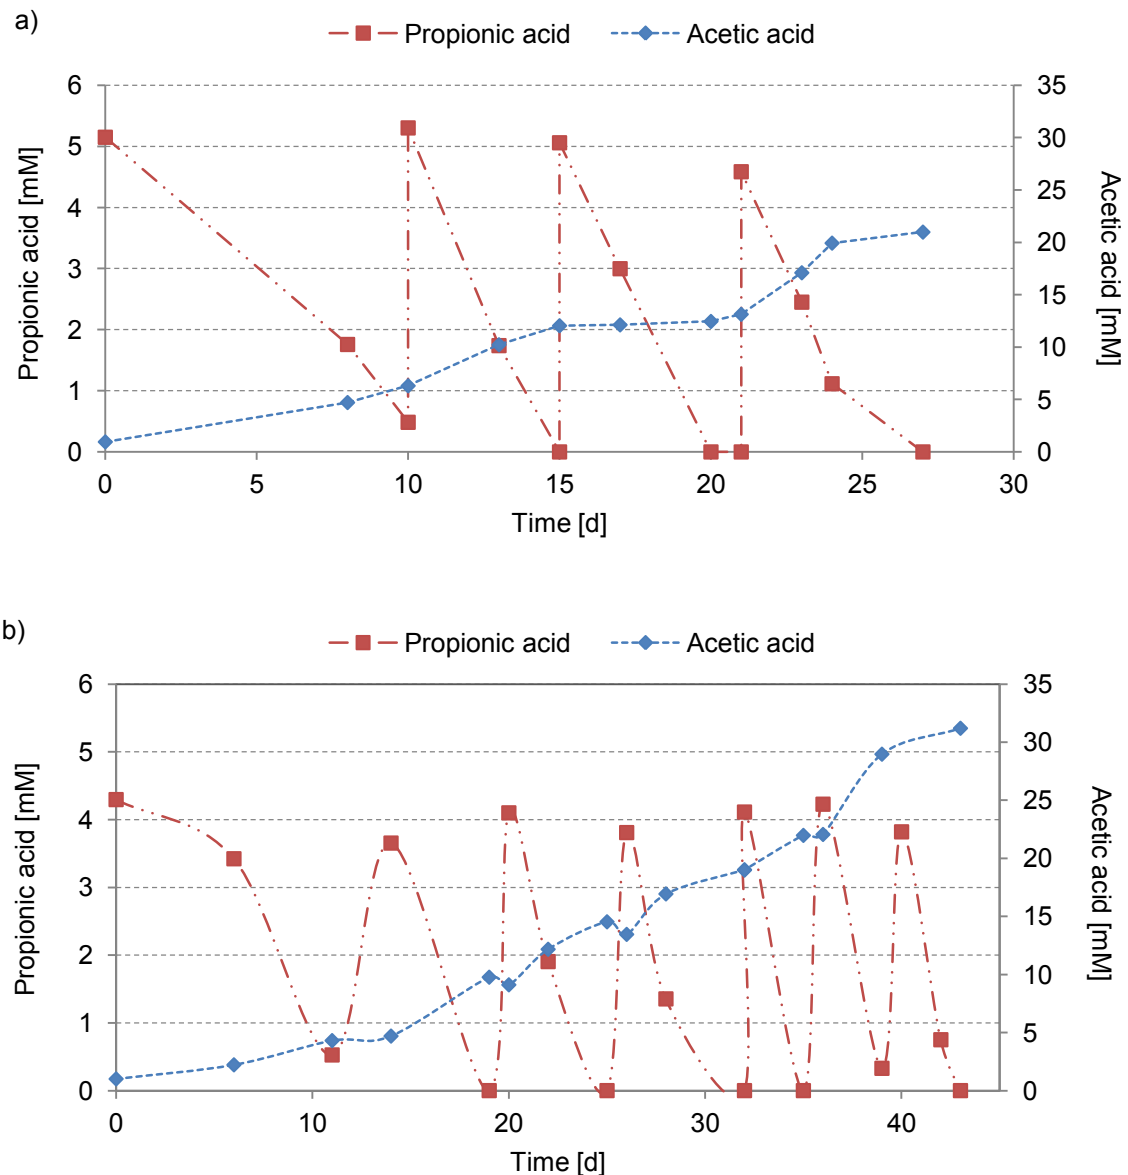 a)
Propionic acid Acetic acid
6 35
5 30
4 25
3 20
2 15
1 10
0 5
0
Propionic acid [mM]
Acetic acid [mM]
0 5 10 15 20 25 30
Time [d]
b)
Propionic acid Acetic acid
6 35
5 30
4 25
3 20
2 15
1 10
0 5
0
Propionic acid [mM]
Acetic acid [mM]
0 10 20 30 40
Time [d]